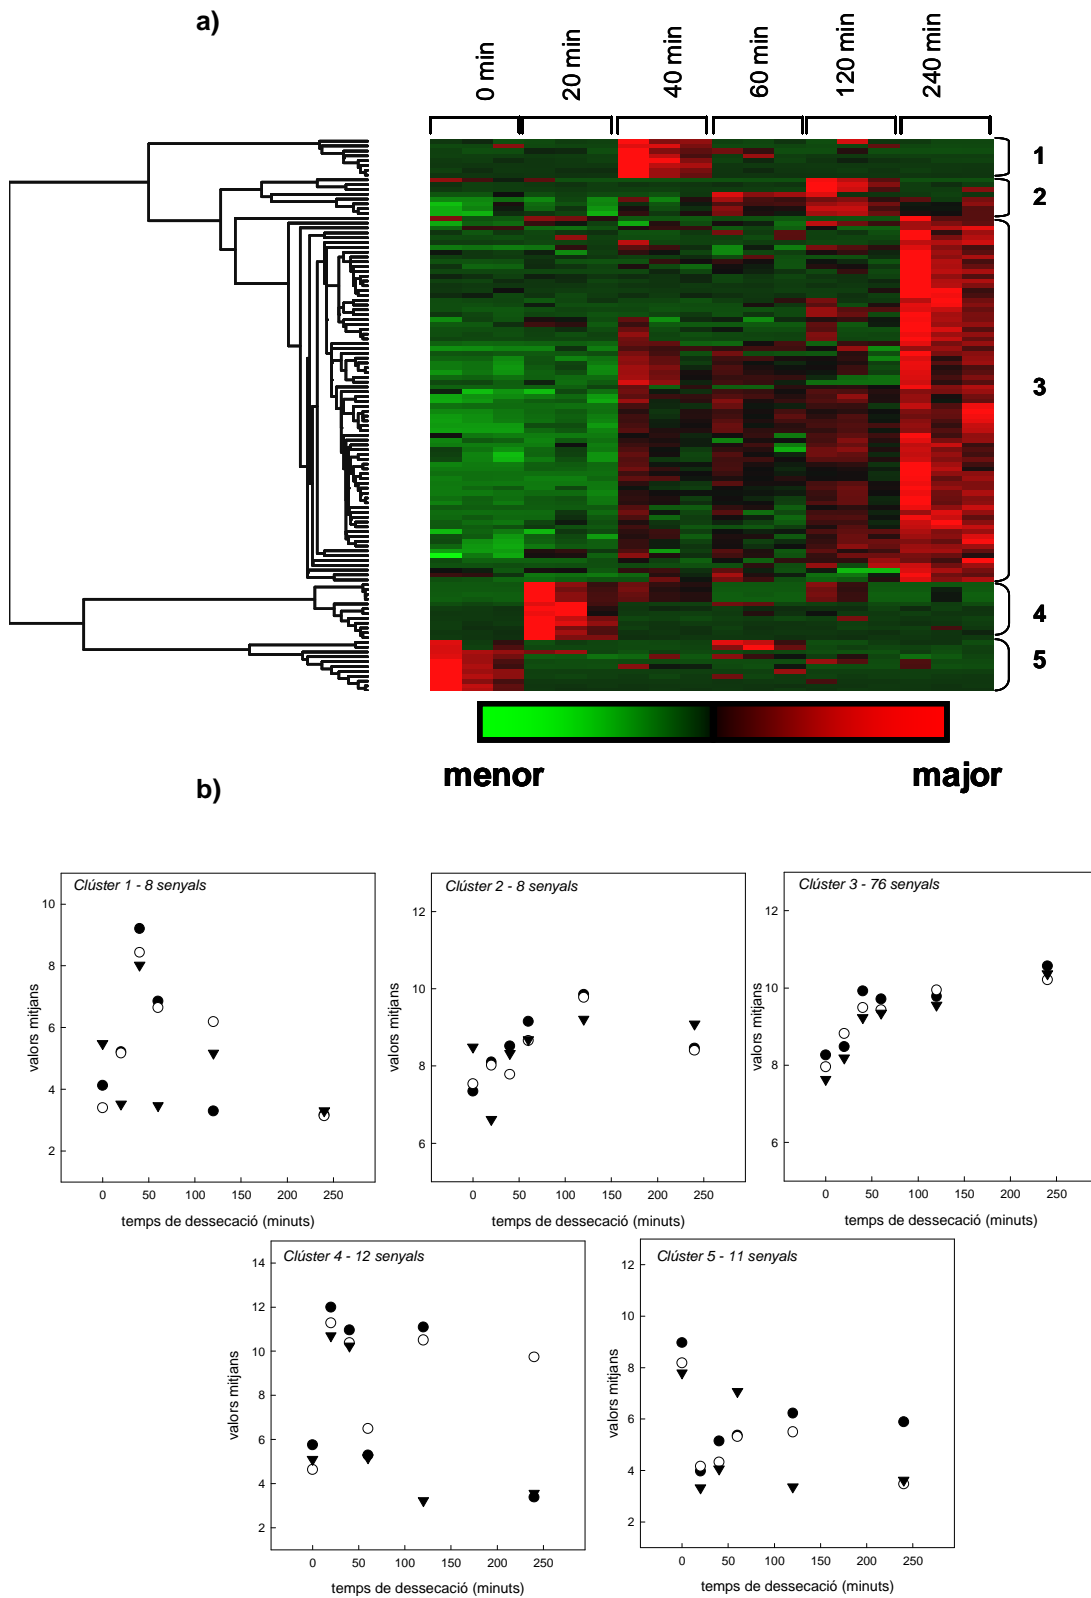 a)
0 min
20 min
40 min
60 min
120 min
240 min
1
2
3
4
5
menor
major
b)
Clúster 1 - 8 senyals
10
8
6
4
2
valors mitjans
0 50 100 150 200 250
temps de dessecació (minuts)
Clúster 2 - 8 senyals
12
10
8
6
valors mitjans
0 50 100 150 200 250
temps de dessecació (minuts)
Clúster 3 - 76 senyals
12
10
8
6
valors mitjans
0 50 100 150 200 250
temps de dessecació (minuts)
Clúster 4 - 12 senyals
14
12
10
8
6
4
2
valors mitjans
0 50 100 150 200 250
temps de dessecació (minuts)
Clúster 5 - 11 senyals
12
10
8
6
4
2
valors mitjans
0 50 100 150 200 250
temps de dessecació (minuts)